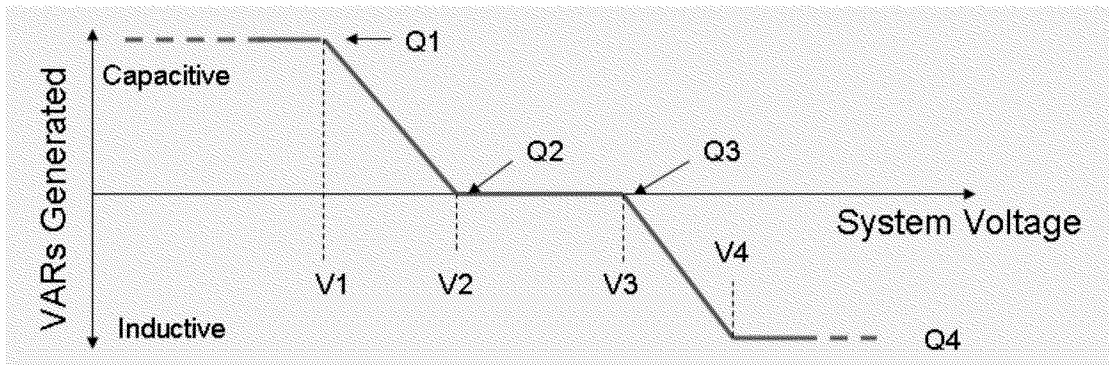 Q1
Capacitive
VARs Generated
Q2
Q3
System Voltage
V4
V1
V2
V3
Inductive
Q4